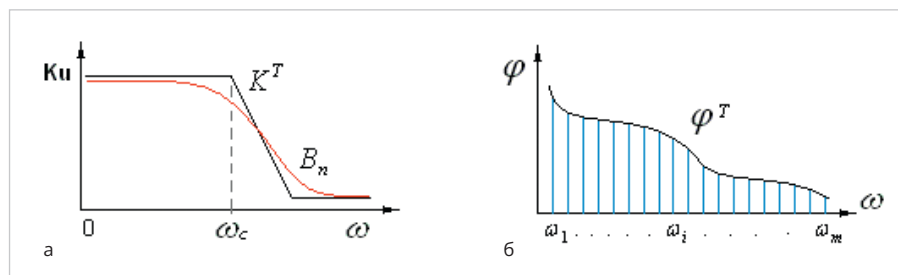 Ku
K^T
B_n
0
ω_c
ω
а
φ
φ^T
ω
ω_1 . . . . . ω_i . . . . . ω_m
б